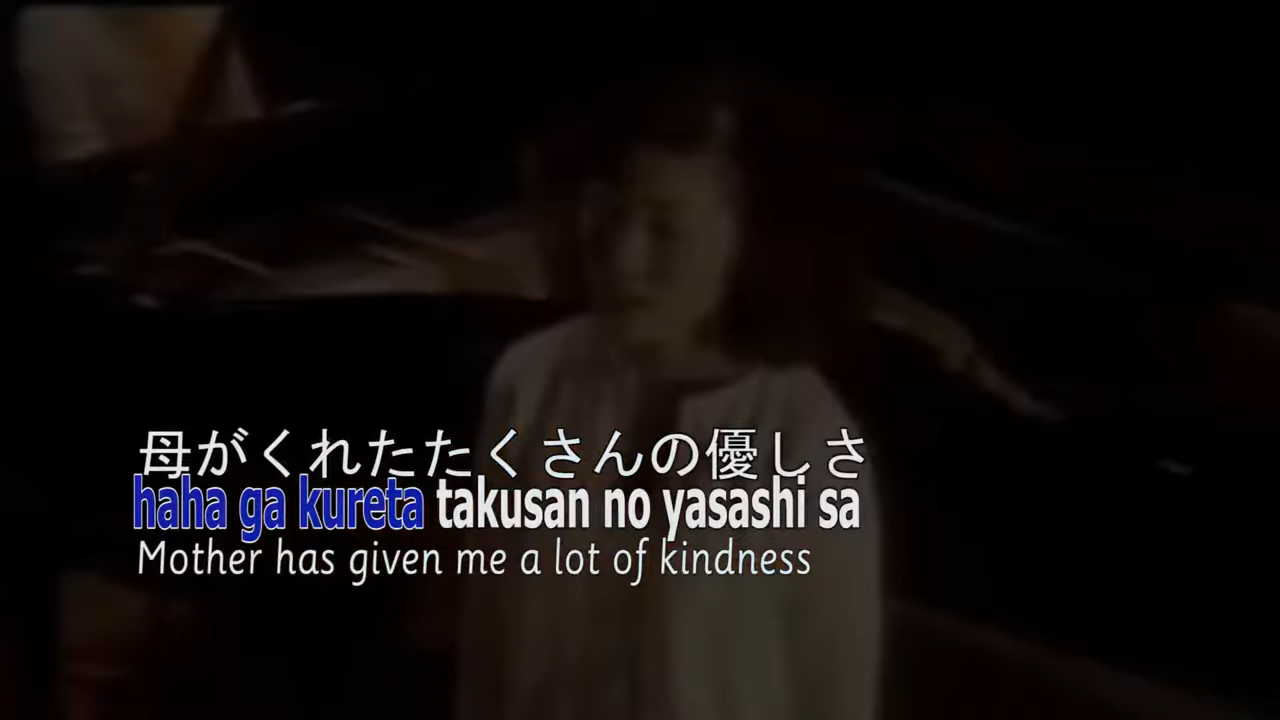 母がくれたたくさんの優しさ
haha ga kureta takusan no yasashi sa
Mother has given me a lot of kindness